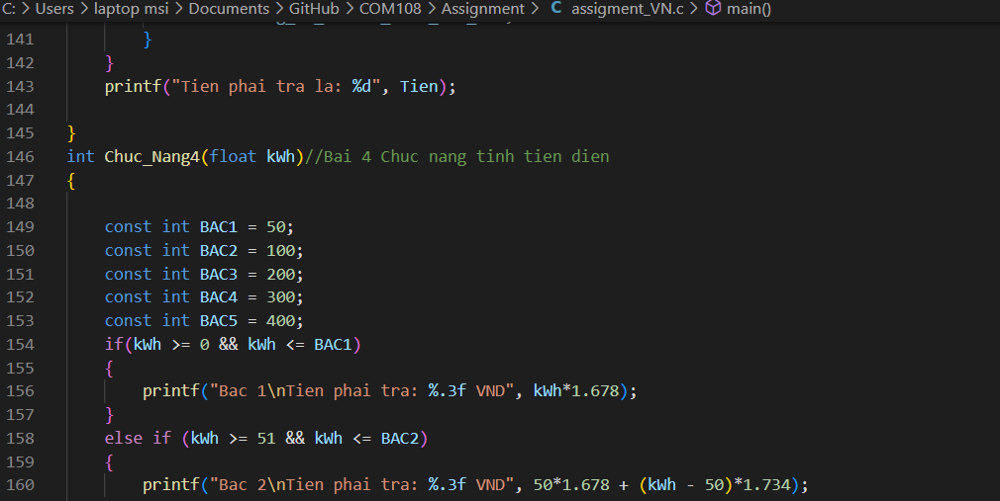 C: > Users > laptop msi > Documents > GitHub > COM108 > Assignment > C assigment_VN.c > main()
141 }
142 }
143 printf("Tien phai tra la: %d", Tien);
144
145 }
146 int Chuc_Nang4(float kWh)//Bai 4 Chuc nang tinh tien dien
147 {
148
149 const int BAC1 = 50;
150 const int BAC2 = 100;
151 const int BAC3 = 200;
152 const int BAC4 = 300;
153 const int BAC5 = 400;
154 if(kWh >= 0 && kWh <= BAC1)
155 {
156 printf("Bac 1\nTien phai tra: %.3f VND", kWh*1.678);
157 }
158 else if (kWh >= 51 && kWh <= BAC2)
159 {
160 printf("Bac 2\nTien phai tra: %.3f VND", 50*1.678 + (kWh - 50)*1.734);